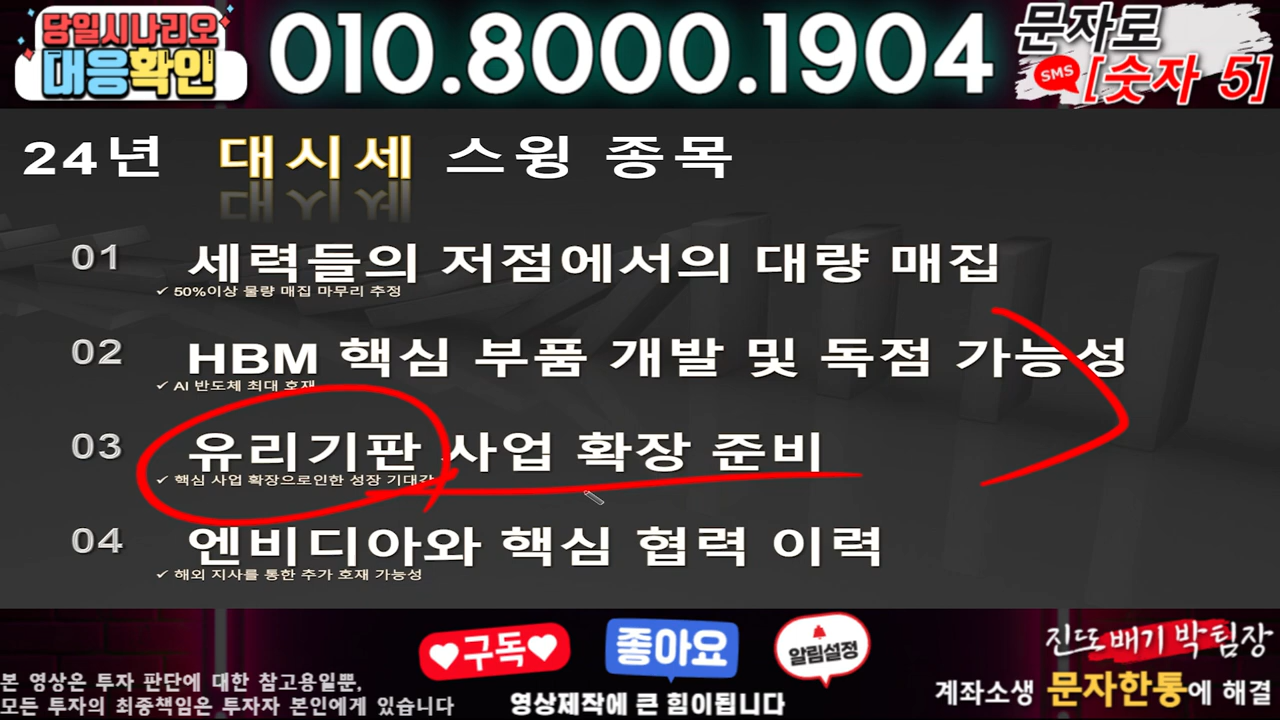 당일시나리오
대응확인
010.8000.1904
문자로
SMS [숫자 5]
24년 대시세 스윙 종목
01 세력들의 저점에서의 대량 매집
✓ 50%이상 물량 매집 마무리 추정
02 HBM 핵심 부품 개발 및 독점 가능성
✓ AI 반도체 최대 호재
03 유리기판 사업 확장 준비
✓ 핵심 사업 확장으로인한 성장 기대감
04 엔비디아와 핵심 협력 이력
✓ 해외 지사를 통한 추가 호재 가능성
구독 좋아요 알림설정
영상제작에 큰 힘이됩니다
본 영상은 투자 판단에 대한 참고용일뿐,
모든 투자의 최종책임은 투자자 본인에게 있습니다
진또배기 박팀장
계좌소생 문자한통에 해결